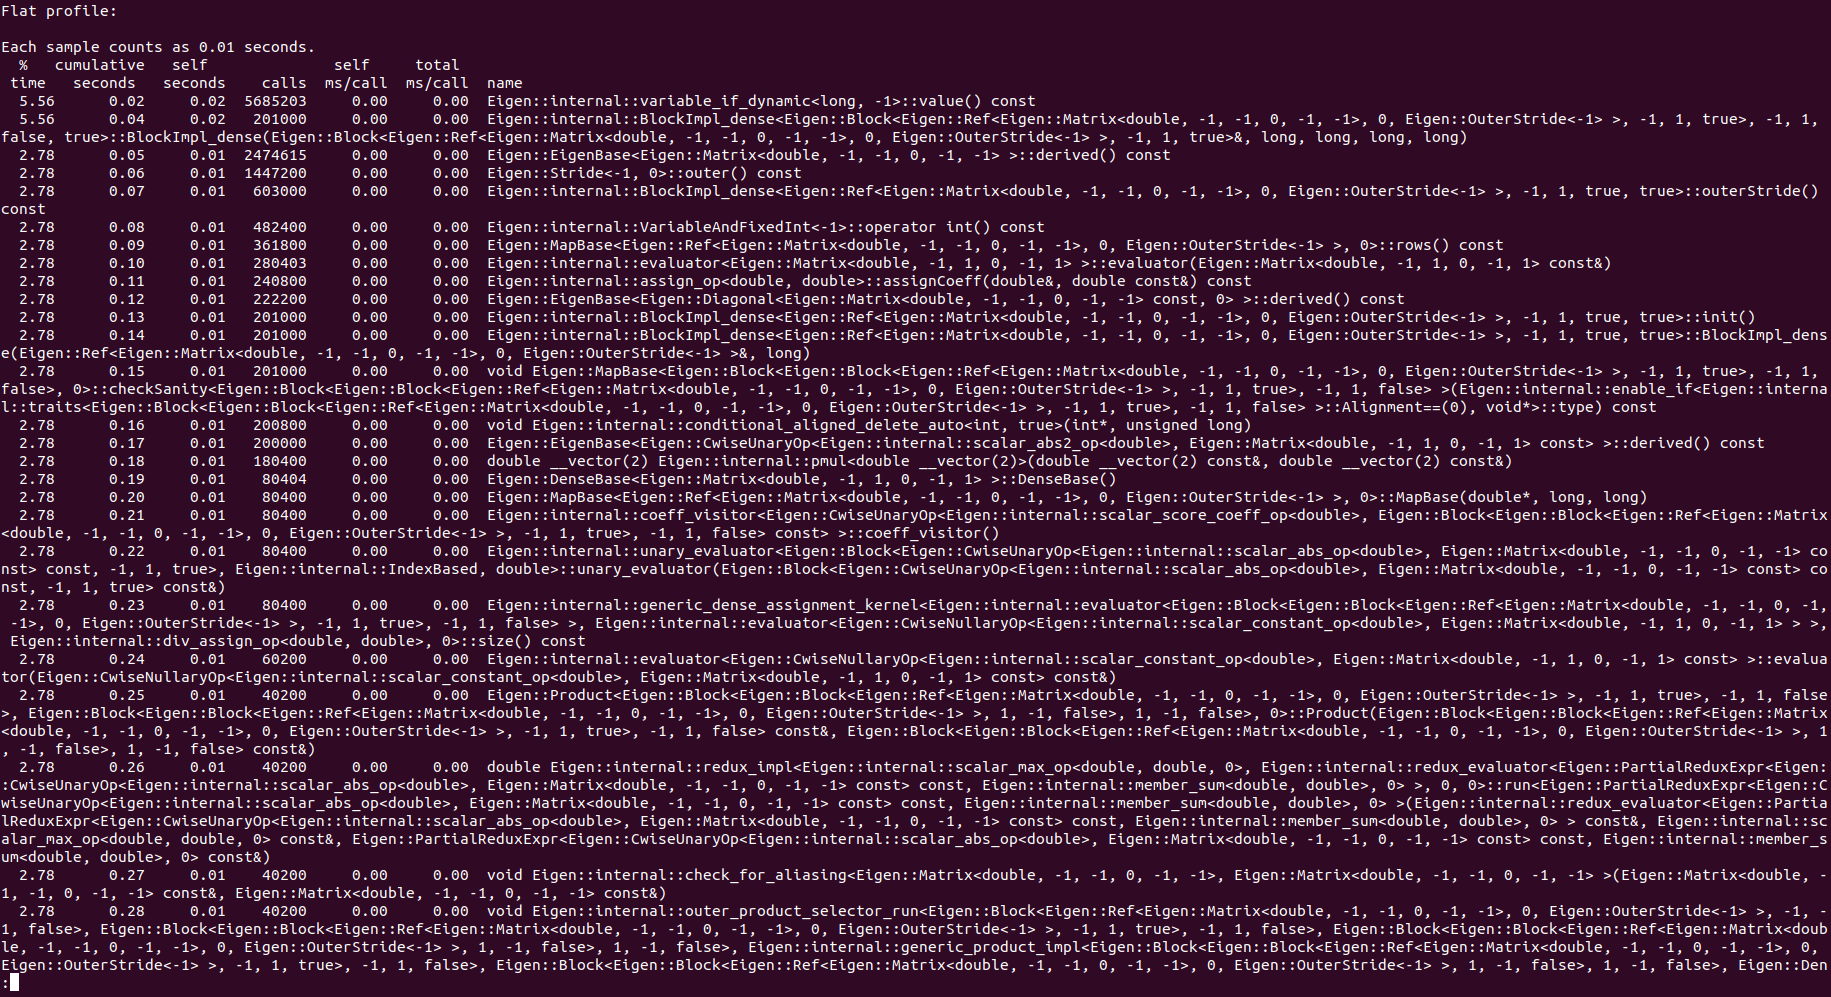 Flat profile:
Each sample counts as 0.01 seconds.
  %   cumulative   self              self     total
 time   seconds   seconds    calls  ms/call  ms/call  name
  5.56      0.02     0.02  5685203     0.00     0.00  Eigen::internal::variable_if_dynamic<long, -1>::value() const
  5.56      0.04     0.02   201000     0.00     0.00  Eigen::internal::BlockImpl_dense<Eigen::Block<Eigen::Ref<Eigen::Matrix<double, -1, -1, 0, -1, -1>, 0, Eigen::OuterStride<-1> >, -1, 1, true>, -1, 1,
false, true>::BlockImpl_dense(Eigen::Block<Eigen::Ref<Eigen::Matrix<double, -1, -1, 0, -1, -1>, 0, Eigen::OuterStride<-1> >, -1, 1, true>&, long, long, long, long)
  2.78      0.05     0.01  2474615     0.00     0.00  Eigen::EigenBase<Eigen::Matrix<double, -1, -1, 0, -1, -1> >::derived() const
  2.78      0.06     0.01  1447200     0.00     0.00  Eigen::Stride<-1, 0>::outer() const
  2.78      0.07     0.01   603000     0.00     0.00  Eigen::internal::BlockImpl_dense<Eigen::Ref<Eigen::Matrix<double, -1, -1, 0, -1, -1>, 0, Eigen::OuterStride<-1> >, -1, 1, true, true>::outerStride()
const
  2.78      0.08     0.01   482400     0.00     0.00  Eigen::internal::VariableAndFixedInt<-1>::operator int() const
  2.78      0.09     0.01   361800     0.00     0.00  Eigen::MapBase<Eigen::Ref<Eigen::Matrix<double, -1, -1, 0, -1, -1>, 0, Eigen::OuterStride<-1> >, 0>::rows() const
  2.78      0.10     0.01   280403     0.00     0.00  Eigen::internal::evaluator<Eigen::Matrix<double, -1, 1, 0, -1, 1> >::evaluator(Eigen::Matrix<double, -1, 1, 0, -1, 1> const&)
  2.78      0.11     0.01   240800     0.00     0.00  Eigen::internal::assign_op<double, double>::assignCoeff(double&, double const&) const
  2.78      0.12     0.01   222200     0.00     0.00  Eigen::EigenBase<Eigen::Diagonal<Eigen::Matrix<double, -1, -1, 0, -1, -1> const, 0> >::derived() const
  2.78      0.13     0.01   201000     0.00     0.00  Eigen::internal::BlockImpl_dense<Eigen::Ref<Eigen::Matrix<double, -1, -1, 0, -1, -1>, 0, Eigen::OuterStride<-1> >, -1, 1, true, true>::init()
  2.78      0.14     0.01   201000     0.00     0.00  Eigen::internal::BlockImpl_dense<Eigen::Ref<Eigen::Matrix<double, -1, -1, 0, -1, -1>, 0, Eigen::OuterStride<-1> >, -1, 1, true, true>::BlockImpl_dens
e(Eigen::Ref<Eigen::Matrix<double, -1, -1, 0, -1, -1>, 0, Eigen::OuterStride<-1> >&, long)
  2.78      0.15     0.01   201000     0.00     0.00  void Eigen::MapBase<Eigen::Block<Eigen::Block<Eigen::Ref<Eigen::Matrix<double, -1, -1, 0, -1, -1>, 0, Eigen::OuterStride<-1> >, -1, 1, true>, -1, 1,
false>, 0>::checkSanity<Eigen::Block<Eigen::Block<Eigen::Ref<Eigen::Matrix<double, -1, -1, 0, -1, -1>, 0, Eigen::OuterStride<-1> >, -1, 1, true>, -1, 1, false> >(Eigen::internal::enable_if<Eigen::interna
l::traits<Eigen::Block<Eigen::Block<Eigen::Ref<Eigen::Matrix<double, -1, -1, 0, -1, -1>, 0, Eigen::OuterStride<-1> >, -1, 1, true>, -1, 1, false> >::Alignment==(0), void*>::type) const
  2.78      0.16     0.01   200800     0.00     0.00  void Eigen::internal::conditional_aligned_delete_auto<int, true>(int*, unsigned long)
  2.78      0.17     0.01   200000     0.00     0.00  Eigen::EigenBase<Eigen::CwiseUnaryOp<Eigen::internal::scalar_abs2_op<double>, Eigen::Matrix<double, -1, 1, 0, -1, 1> const> >::derived() const
  2.78      0.18     0.01   180400     0.00     0.00  double __vector(2) Eigen::internal::pmul<double __vector(2)>(double __vector(2) const&, double __vector(2) const&)
  2.78      0.19     0.01    80404     0.00     0.00  Eigen::DenseBase<Eigen::Matrix<double, -1, 1, 0, -1, 1> >::DenseBase()
  2.78      0.20     0.01    80400     0.00     0.00  Eigen::MapBase<Eigen::Ref<Eigen::Matrix<double, -1, -1, 0, -1, -1>, 0, Eigen::OuterStride<-1> >, 0>::MapBase(double*, long, long)
  2.78      0.21     0.01    80400     0.00     0.00  Eigen::internal::coeff_visitor<Eigen::CwiseUnaryOp<Eigen::internal::scalar_score_coeff_op<double>, Eigen::Block<Eigen::Block<Eigen::Ref<Eigen::Matrix
<double, -1, -1, 0, -1, -1>, 0, Eigen::OuterStride<-1> >, -1, 1, true>, -1, 1, false> const> >::coeff_visitor()
  2.78      0.22     0.01    80400     0.00     0.00  Eigen::internal::unary_evaluator<Eigen::Block<Eigen::CwiseUnaryOp<Eigen::internal::scalar_abs_op<double>, Eigen::Matrix<double, -1, -1, 0, -1, -1> co
nst> const, -1, 1, true>, Eigen::internal::IndexBased, double>::unary_evaluator(Eigen::Block<Eigen::CwiseUnaryOp<Eigen::internal::scalar_abs_op<double>, Eigen::Matrix<double, -1, -1, 0, -1, -1> const> co
nst, -1, 1, true> const&)
  2.78      0.23     0.01    80400     0.00     0.00  Eigen::internal::generic_dense_assignment_kernel<Eigen::internal::evaluator<Eigen::Block<Eigen::Block<Eigen::Ref<Eigen::Matrix<double, -1, -1, 0, -1,
 -1>, 0, Eigen::OuterStride<-1> >, -1, 1, true>, -1, 1, false> >, Eigen::internal::evaluator<Eigen::CwiseNullaryOp<Eigen::internal::scalar_constant_op<double>, Eigen::Matrix<double, -1, 1, 0, -1, 1> > >,
 Eigen::internal::div_assign_op<double, double>, 0>::size() const
  2.78      0.24     0.01    60200     0.00     0.00  Eigen::internal::evaluator<Eigen::CwiseNullaryOp<Eigen::internal::scalar_constant_op<double>, Eigen::Matrix<double, -1, 1, 0, -1, 1> const> >::evalua
tor(Eigen::CwiseNullaryOp<Eigen::internal::scalar_constant_op<double>, Eigen::Matrix<double, -1, 1, 0, -1, 1> const> const&)
  2.78      0.25     0.01    40200     0.00     0.00  Eigen::Product<Eigen::Block<Eigen::Block<Eigen::Ref<Eigen::Matrix<double, -1, -1, 0, -1, -1>, 0, Eigen::OuterStride<-1> >, -1, 1, true>, -1, 1, false
>, Eigen::Block<Eigen::Block<Eigen::Ref<Eigen::Matrix<double, -1, -1, 0, -1, -1>, 0, Eigen::OuterStride<-1> >, 1, -1, false>, 1, -1, false>, 0>::Product(Eigen::Block<Eigen::Block<Eigen::Ref<Eigen::Matrix
<double, -1, -1, 0, -1, -1>, 0, Eigen::OuterStride<-1> >, -1, 1, true>, -1, 1, false> const&, Eigen::Block<Eigen::Block<Eigen::Ref<Eigen::Matrix<double, -1, -1, 0, -1, -1>, 0, Eigen::OuterStride<-1> >, 1
, -1, false>, 1, -1, false> const&)
  2.78      0.26     0.01    40200     0.00     0.00  double Eigen::internal::redux_impl<Eigen::internal::scalar_max_op<double, double, 0>, Eigen::internal::redux_evaluator<Eigen::PartialReduxExpr<Eigen:
:CwiseUnaryOp<Eigen::internal::scalar_abs_op<double>, Eigen::Matrix<double, -1, -1, 0, -1, -1> const> const, Eigen::internal::member_sum<double, double>, 0> >, 0, 0>::run<Eigen::PartialReduxExpr<Eigen::C
wiseUnaryOp<Eigen::internal::scalar_abs_op<double>, Eigen::Matrix<double, -1, -1, 0, -1, -1> const> const, Eigen::internal::member_sum<double, double>, 0> >(Eigen::internal::redux_evaluator<Eigen::Partia
lReduxExpr<Eigen::CwiseUnaryOp<Eigen::internal::scalar_abs_op<double>, Eigen::Matrix<double, -1, -1, 0, -1, -1> const> const, Eigen::internal::member_sum<double, double>, 0> > const&, Eigen::internal::sc
alar_max_op<double, double, 0> const&, Eigen::PartialReduxExpr<Eigen::CwiseUnaryOp<Eigen::internal::scalar_abs_op<double>, Eigen::Matrix<double, -1, -1, 0, -1, -1> const> const, Eigen::internal::member_s
um<double, double>, 0> const&)
  2.78      0.27     0.01    40200     0.00     0.00  void Eigen::internal::check_for_aliasing<Eigen::Matrix<double, -1, -1, 0, -1, -1>, Eigen::Matrix<double, -1, -1, 0, -1, -1> >(Eigen::Matrix<double, -
1, -1, 0, -1, -1> const&, Eigen::Matrix<double, -1, -1, 0, -1, -1> const&)
  2.78      0.28     0.01    40200     0.00     0.00  void Eigen::internal::outer_product_selector_run<Eigen::Block<Eigen::Ref<Eigen::Matrix<double, -1, -1, 0, -1, -1>, 0, Eigen::OuterStride<-1> >, -1, -
1, false>, Eigen::Block<Eigen::Block<Eigen::Ref<Eigen::Matrix<double, -1, -1, 0, -1, -1>, 0, Eigen::OuterStride<-1> >, -1, 1, true>, -1, 1, false>, Eigen::Block<Eigen::Block<Eigen::Ref<Eigen::Matrix<doub
le, -1, -1, 0, -1, -1>, 0, Eigen::OuterStride<-1> >, 1, -1, false>, 1, -1, false>, Eigen::internal::generic_product_impl<Eigen::Block<Eigen::Block<Eigen::Ref<Eigen::Matrix<double, -1, -1, 0, -1, -1>, 0,
Eigen::OuterStride<-1> >, -1, 1, true>, -1, 1, false>, Eigen::Block<Eigen::Block<Eigen::Ref<Eigen::Matrix<double, -1, -1, 0, -1, -1>, 0, Eigen::OuterStride<-1> >, 1, -1, false>, 1, -1, false>, Eigen::Den
: